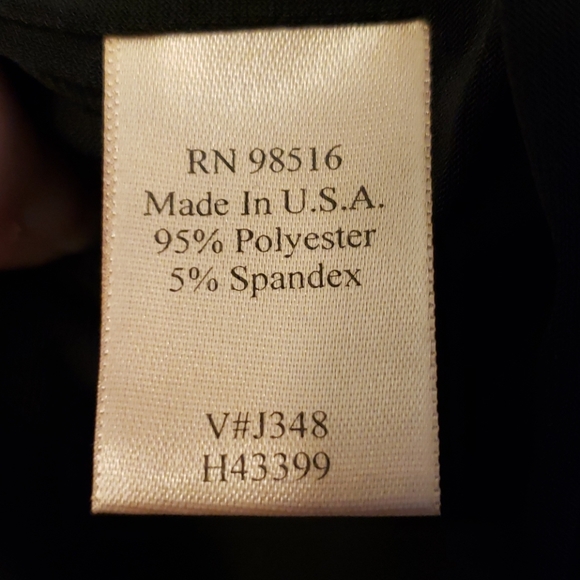 RN 98516
Made In U.S.A.
95% Polyester
5% Spandex
V#J348
H43399